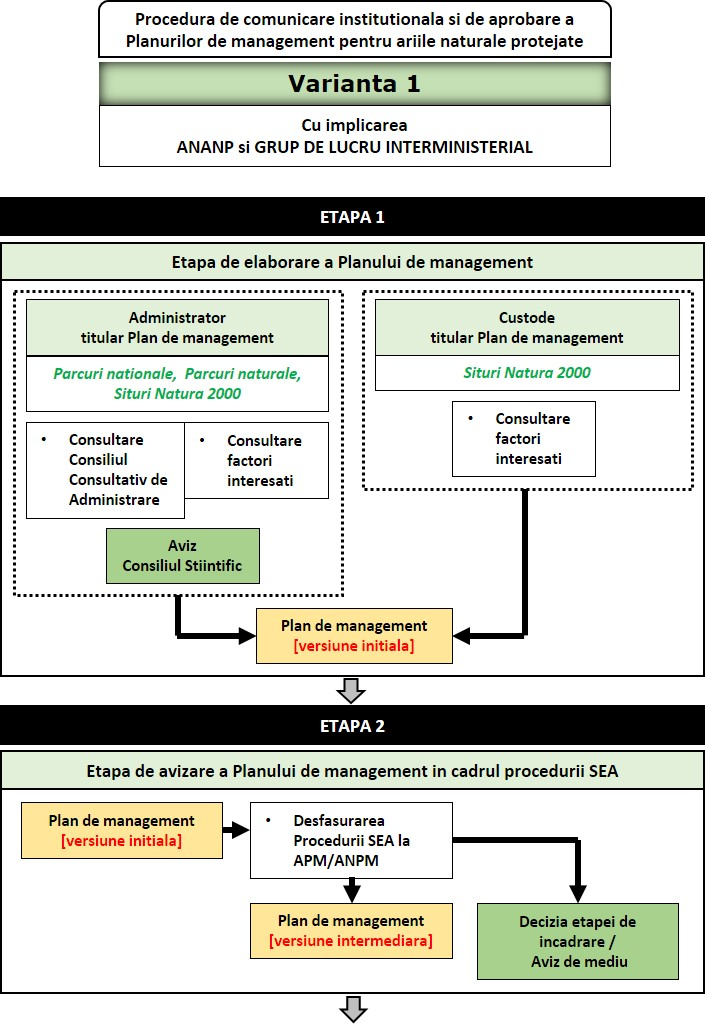 Procedura de comunicare institutionala si de aprobare a
Planurilor de management pentru ariile naturale protejate
Varianta 1
Cu implicarea
ANANP si GRUP DE LUCRU INTERMINISTERIAL
ETAPA 1
Etapa de elaborare a Planului de management
Administrator
titular Plan de management
Parcuri nationale, Parcuri naturale,
Situri Natura 2000
• Consultare
Consiliul
Consultativ de
Administrare
• Consultare
factori
interesati
Aviz
Consiliul Stiintific
Custode
titular Plan de management
Situri Natura 2000
• Consultare
factori
interesati
Plan de management
[versiune initiala]
ETAPA 2
Etapa de avizare a Planului de management in cadrul procedurii SEA
Plan de management
[versiune initiala]
• Desfasurarea
Procedurii SEA la
APM/ANPM
Plan de management
[versiune intermediara]
Decizia etapei de
incadrare /
Aviz de mediu